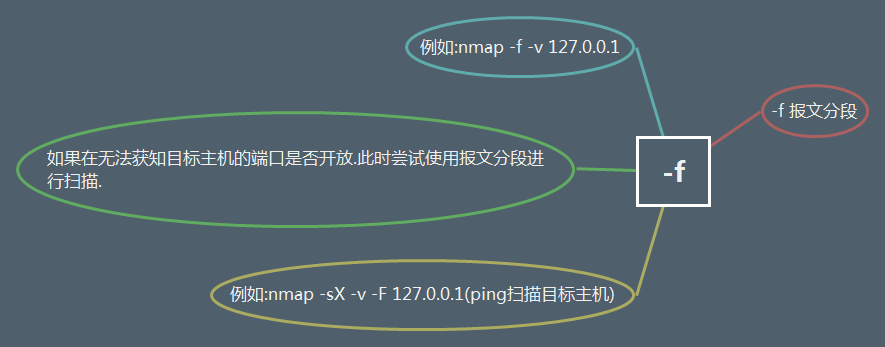 例如:nmap -f -v 127.0.0.1
-f 报文分段
如果在无法获知目标主机的端口是否开放.此时尝试使用报文分段进
行扫描.
-f
例如:nmap -sX -v -F 127.0.0.1(ping扫描目标主机)